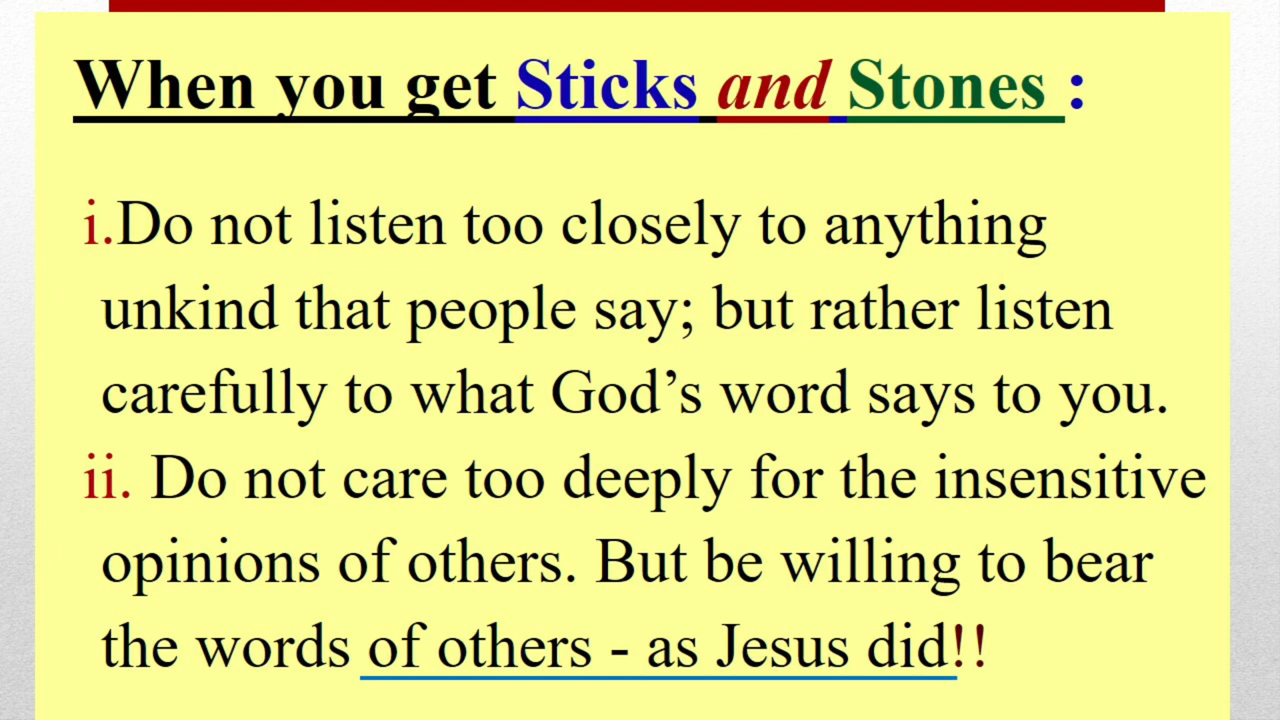 When you get Sticks and Stones :
i.Do not listen too closely to anything
unkind that people say; but rather listen
carefully to what God’s word says to you.
ii. Do not care too deeply for the insensitive
opinions of others. But be willing to bear
the words of others - as Jesus did!!